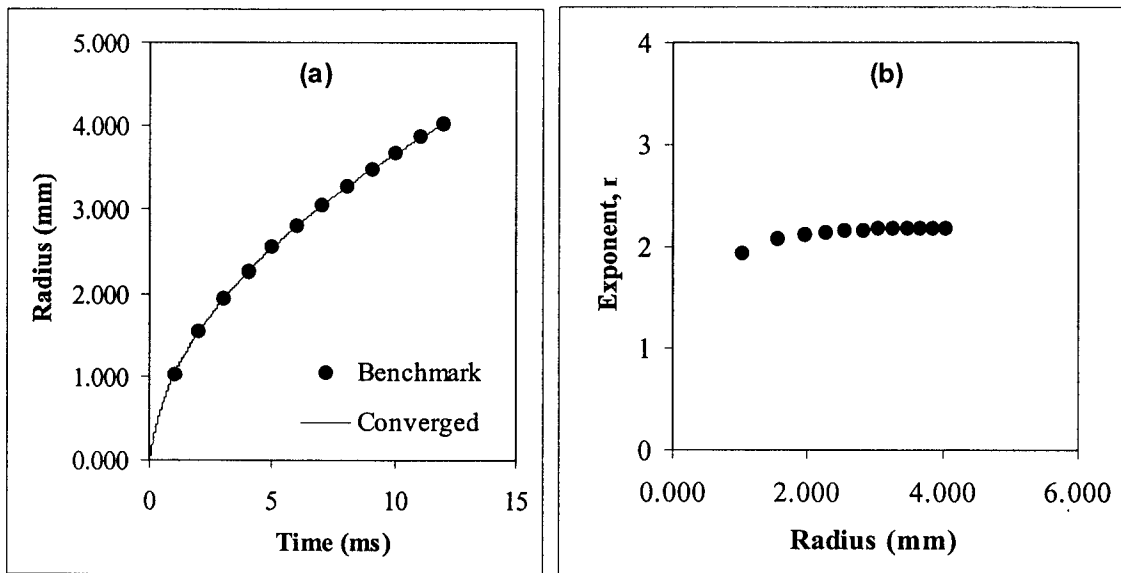 (a)
5.000
4.000
3.000
2.000
1.000
0.000
0
5
10
15
Radius (mm)
Time (ms)
Benchmark
Converged
(b)
4
3
2
1
0
0.000
2.000
4.000
6.000
Exponent, r
Radius (mm)